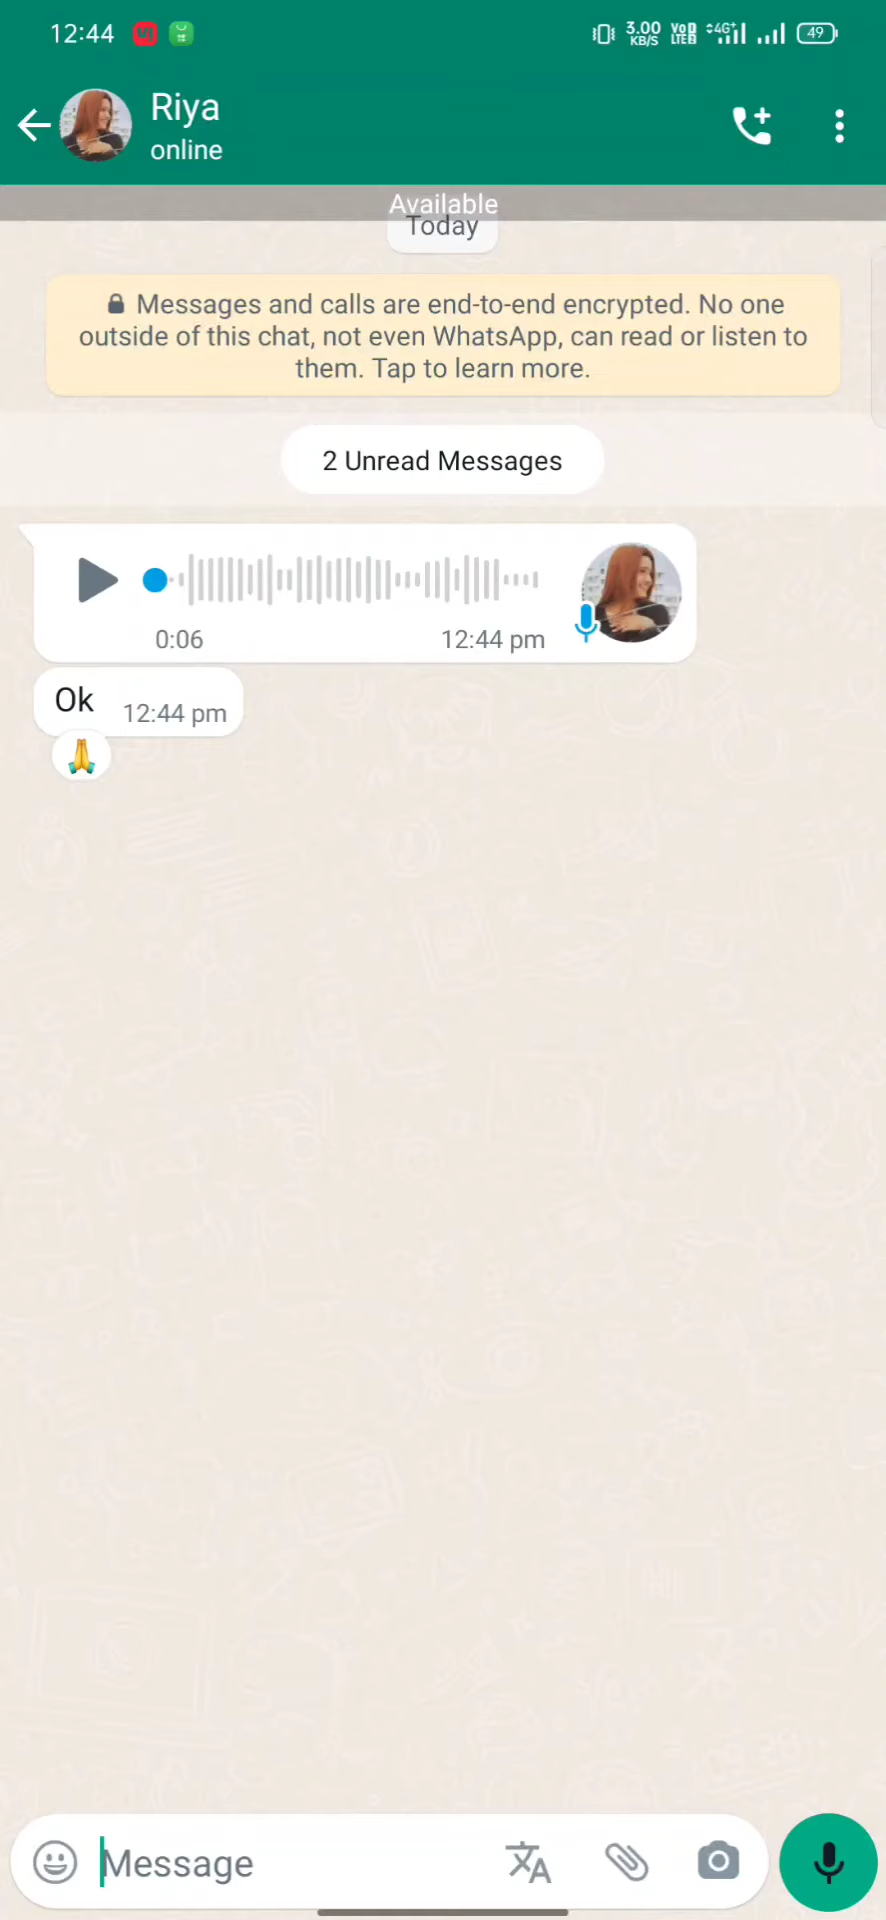 12:44
3.00
KB/S
VoD
LTE2
4G+
49
Riya
online
Available
Today
Messages and calls are end-to-end encrypted. No one
outside of this chat, not even WhatsApp, can read or listen to
them. Tap to learn more.
2 Unread Messages
0:06 12:44 pm
Ok 12:44 pm
Message